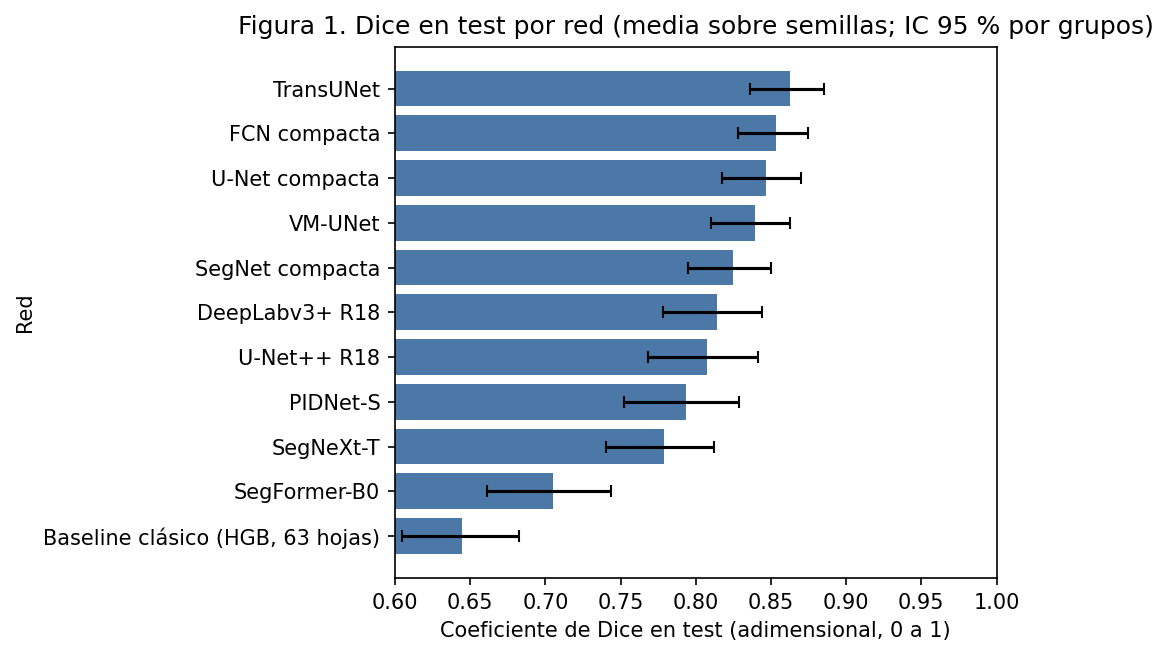 Figura 1. Dice en test por red (media sobre semillas; IC 95 % por grupos)
TransUNet
FCN compacta
U-Net compacta
VM-UNet
SegNet compacta
DeepLabv3+ R18
U-Net++ R18
PIDNet-S
SegNeXt-T
SegFormer-B0
Baseline clásico (HGB, 63 hojas)
Red
0.60 0.65 0.70 0.75 0.80 0.85 0.90 0.95 1.00
Coeficiente de Dice en test (adimensional, 0 a 1)